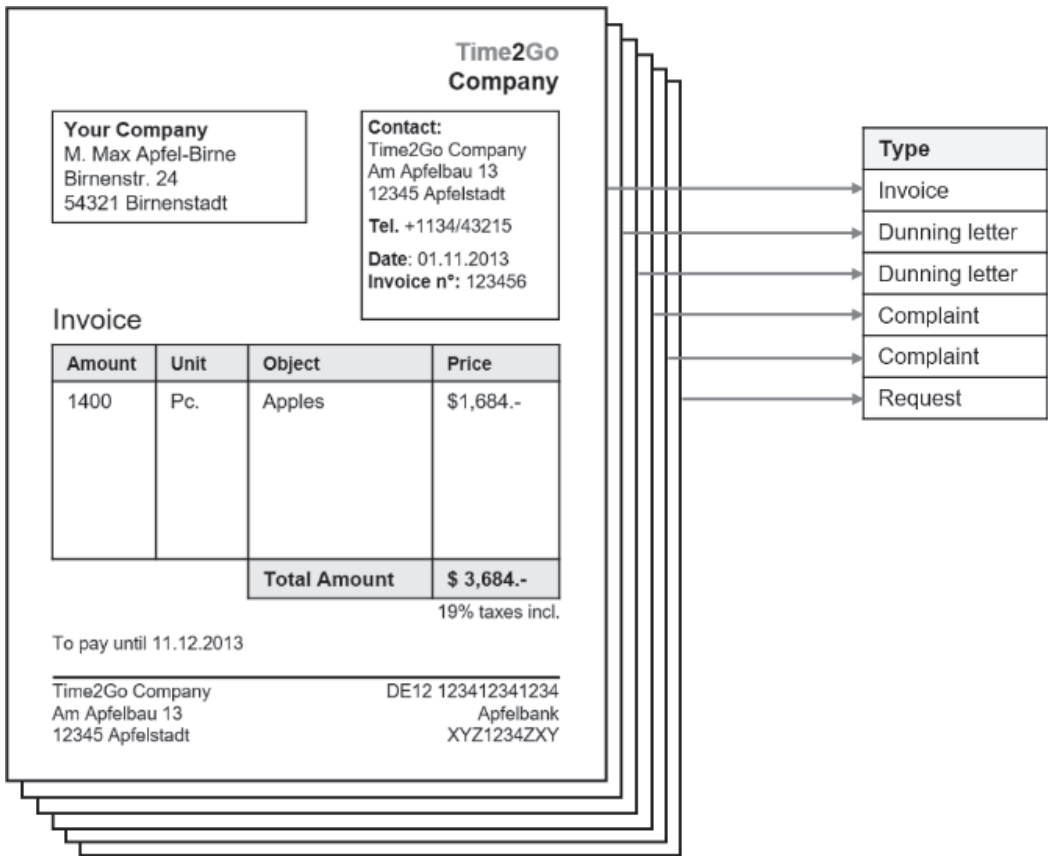 Time2Go
Company
Your Company
M. Max Apfel-Birne
Birnenstr. 24
54321 Birnenstadt
Contact:
Time2Go Company
Am Apfelbau 13
12345 Apfelstadt
Tel. +1134/43215
Date: 01.11.2013
Invoice n°: 123456
Invoice
Amount Unit Object Price
1400 Pc. Apples $1,684.-
Total Amount $ 3,684.-
19% taxes incl.
To pay until 11.12.2013
Time2Go Company DE12 123412341234
Am Apfelbau 13 Apfelbank
12345 Apfelstadt XYZ1234ZXY
Type
Invoice
Dunning letter
Dunning letter
Complaint
Complaint
Request